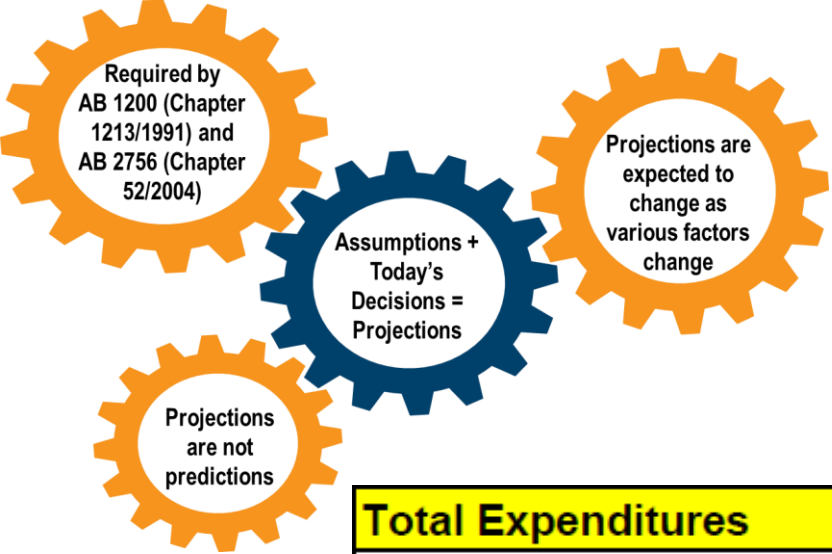 Required by
AB 1200 (Chapter
1213/1991) and
AB 2756 (Chapter
52/2004)
Projections are
expected to
change as
various factors
change
Assumptions +
Today's
Decisions =
Projections
Projections
are not
predictions
Total Expenditures